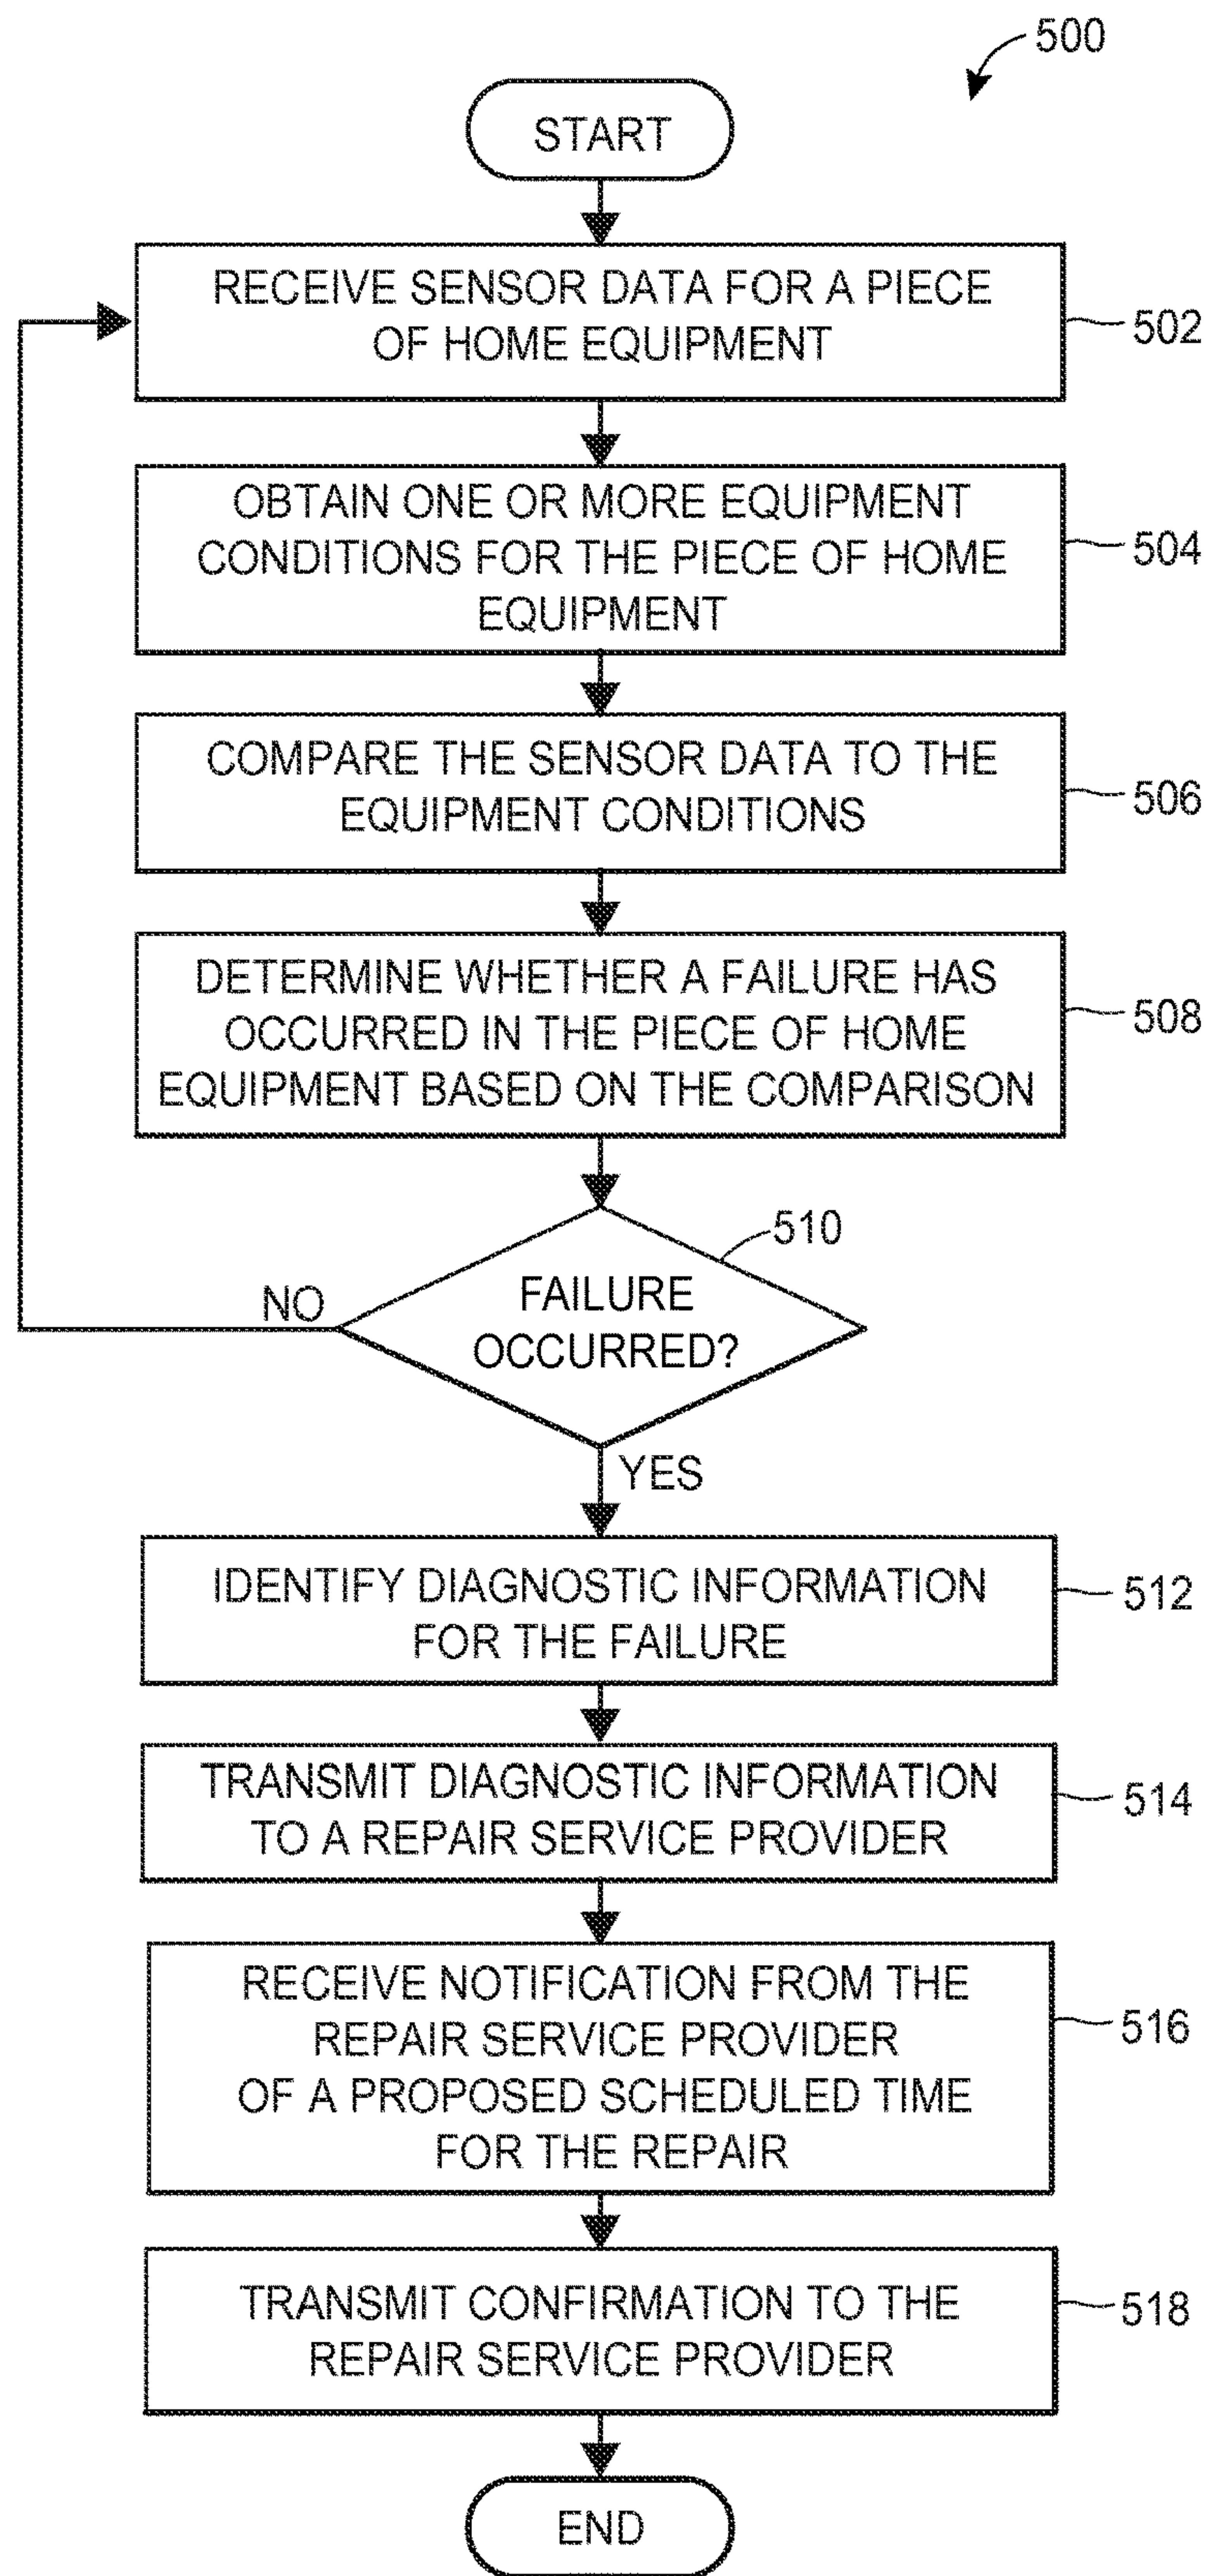 500
START
RECEIVE SENSOR DATA FOR A PIECE
OF HOME EQUIPMENT
502
OBTAIN ONE OR MORE EQUIPMENT
CONDITIONS FOR THE PIECE OF HOME
EQUIPMENT
504
COMPARE THE SENSOR DATA TO THE
EQUIPMENT CONDITIONS
506
DETERMINE WHETHER A FAILURE HAS
OCCURRED IN THE PIECE OF HOME
EQUIPMENT BASED ON THE COMPARISON
508
510
FAILURE
OCCURRED?
NO
YES
IDENTIFY DIAGNOSTIC INFORMATION
FOR THE FAILURE
512
TRANSMIT DIAGNOSTIC INFORMATION
TO A REPAIR SERVICE PROVIDER
514
RECEIVE NOTIFICATION FROM THE
REPAIR SERVICE PROVIDER
OF A PROPOSED SCHEDULED TIME
FOR THE REPAIR
516
TRANSMIT CONFIRMATION TO THE
REPAIR SERVICE PROVIDER
518
END